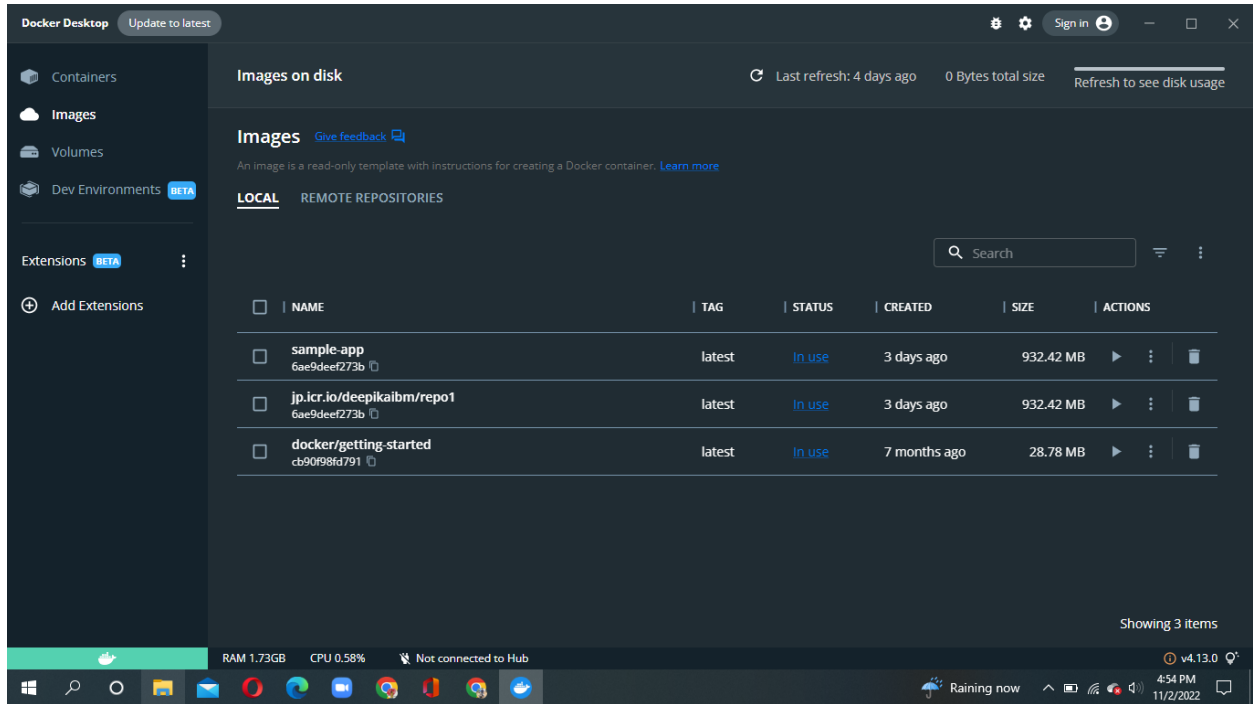 Docker Desktop Update to latest Sign in
Containers
Images
Volumes
Dev Environments BETA
Extensions BETA
Add Extensions
Images on disk Last refresh: 4 days ago 0 Bytes total size Refresh to see disk usage
Images Give feedback
An image is a read-only template with instructions for creating a Docker container. Learn more
LOCAL REMOTE REPOSITORIES
Search
NAME TAG STATUS CREATED SIZE ACTIONS
sample-app latest In use 3 days ago 932.42 MB
6ae9deef273b
jp.icr.io/deepikaibm/repo1 latest In use 3 days ago 932.42 MB
6ae9deef273b
docker/getting-started latest In use 7 months ago 28.78 MB
cb90f98fd791
Showing 3 items
RAM 1.73GB CPU 0.58% Not connected to Hub v4.13.0
Raining now 4:54 PM
11/2/2022